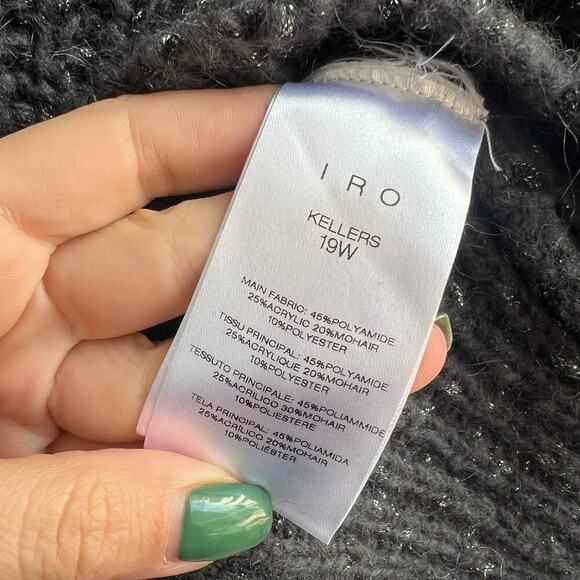 IRO
KELLERS
19W
MAIN FABRIC: 45%POLYAMIDE
25%ACRYLIC 20%MOHAIR
10%POLYESTER
TISSU PRINCIPAL: 45%POLYAMIDE
25%ACRYLIQUE 20%MOHAIR
10%POLYESTER
TESSUTO PRINCIPALE: 45%POLIAMMIDE
25%ACRILICO 30%MOHAIR
10%POLIESTERE
TELA PRINCIPAL: 45%POLIAMIDA
25%ACRÍLICO 20%MOHAIR
10%POLIÉSTER